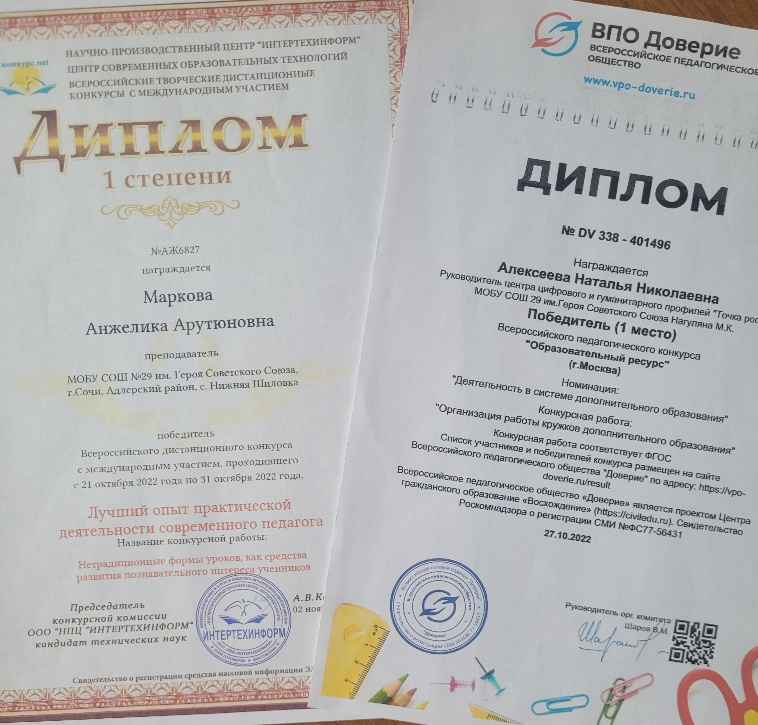 konkurs.net
НАУЧНО-ПРОИЗВОДСТВЕННЫЙ ЦЕНТР "ИНТЕРТЕХИНФОРМ"
ЦЕНТР СОВРЕМЕННЫХ ОБРАЗОВАТЕЛЬНЫХ ТЕХНОЛОГИЙ
ВСЕРОССИЙСКИЕ ТВОРЧЕСКИЕ ДИСТАНЦИОННЫЕ
КОНКУРСЫ С МЕЖДУНАРОДНЫМ УЧАСТИЕМ
Диплом
1 степени
№АЖ6827
награждается
Маркова
Анжелика Арутюновна
преподаватель
МОБУ СОШ №29 им. Героя Советского Союза,
г.Сочи, Адлерский район, с. Нижняя Шиловка
победитель
Всероссийского дистанционного конкурса
с международным участием, проходившего
с 21 октября 2022 года по 31 октября 2022 года.
Лучший опыт практической
деятельности современного педагога
Название конкурсной работы:
Нетрадиционные формы уроков, как средства
развития познавательного интереса учеников
Председатель
конкурсной комиссии
ООО "НПЦ "ИНТЕРТЕХИНФОРМ"
кандидат технических наук
ИНТЕРТЕХИНФОРМ
А.В.
02
Свидетельство о регистрации средства массовой информации
ВПО Доверие
ВСЕРОССИЙСКОЕ ПЕДАГОГИЧЕСКОЕ
ОБЩЕСТВО
www.vpo-doverie.ru
ДИПЛОМ
№ DV 338 - 401496
Награждается
Алексеева Наталья Николаевна
Руководитель центра цифрового и гуманитарного профилей "Точка рос
МОБУ СОШ 29 им.Героя Советского Союза Нагуляна М.К.
Победитель (1 место)
Всероссийского педагогического конкурса
"Образовательный ресурс"
(г.Москва)
Номинация:
"Деятельность в системе дополнительного образования"
Конкурсная работа:
"Организация работы кружков дополнительного образования"
Конкурсная работа соответствует ФГОС
Список участников и победителей конкурса размещен на сайте
Всероссийского педагогического общества "Доверие" по адресу: https://vpo-
doverie.ru/result
Всероссийское педагогическое общество «Доверие» является проектом Центра
гражданского образование «Восхождение» (https://civiledu.ru). Свидетельство
Роскомнадзора о регистрации СМИ №ФС77-56431
27.10.2022
Руководитель орг. комитета
Шаров В.М.